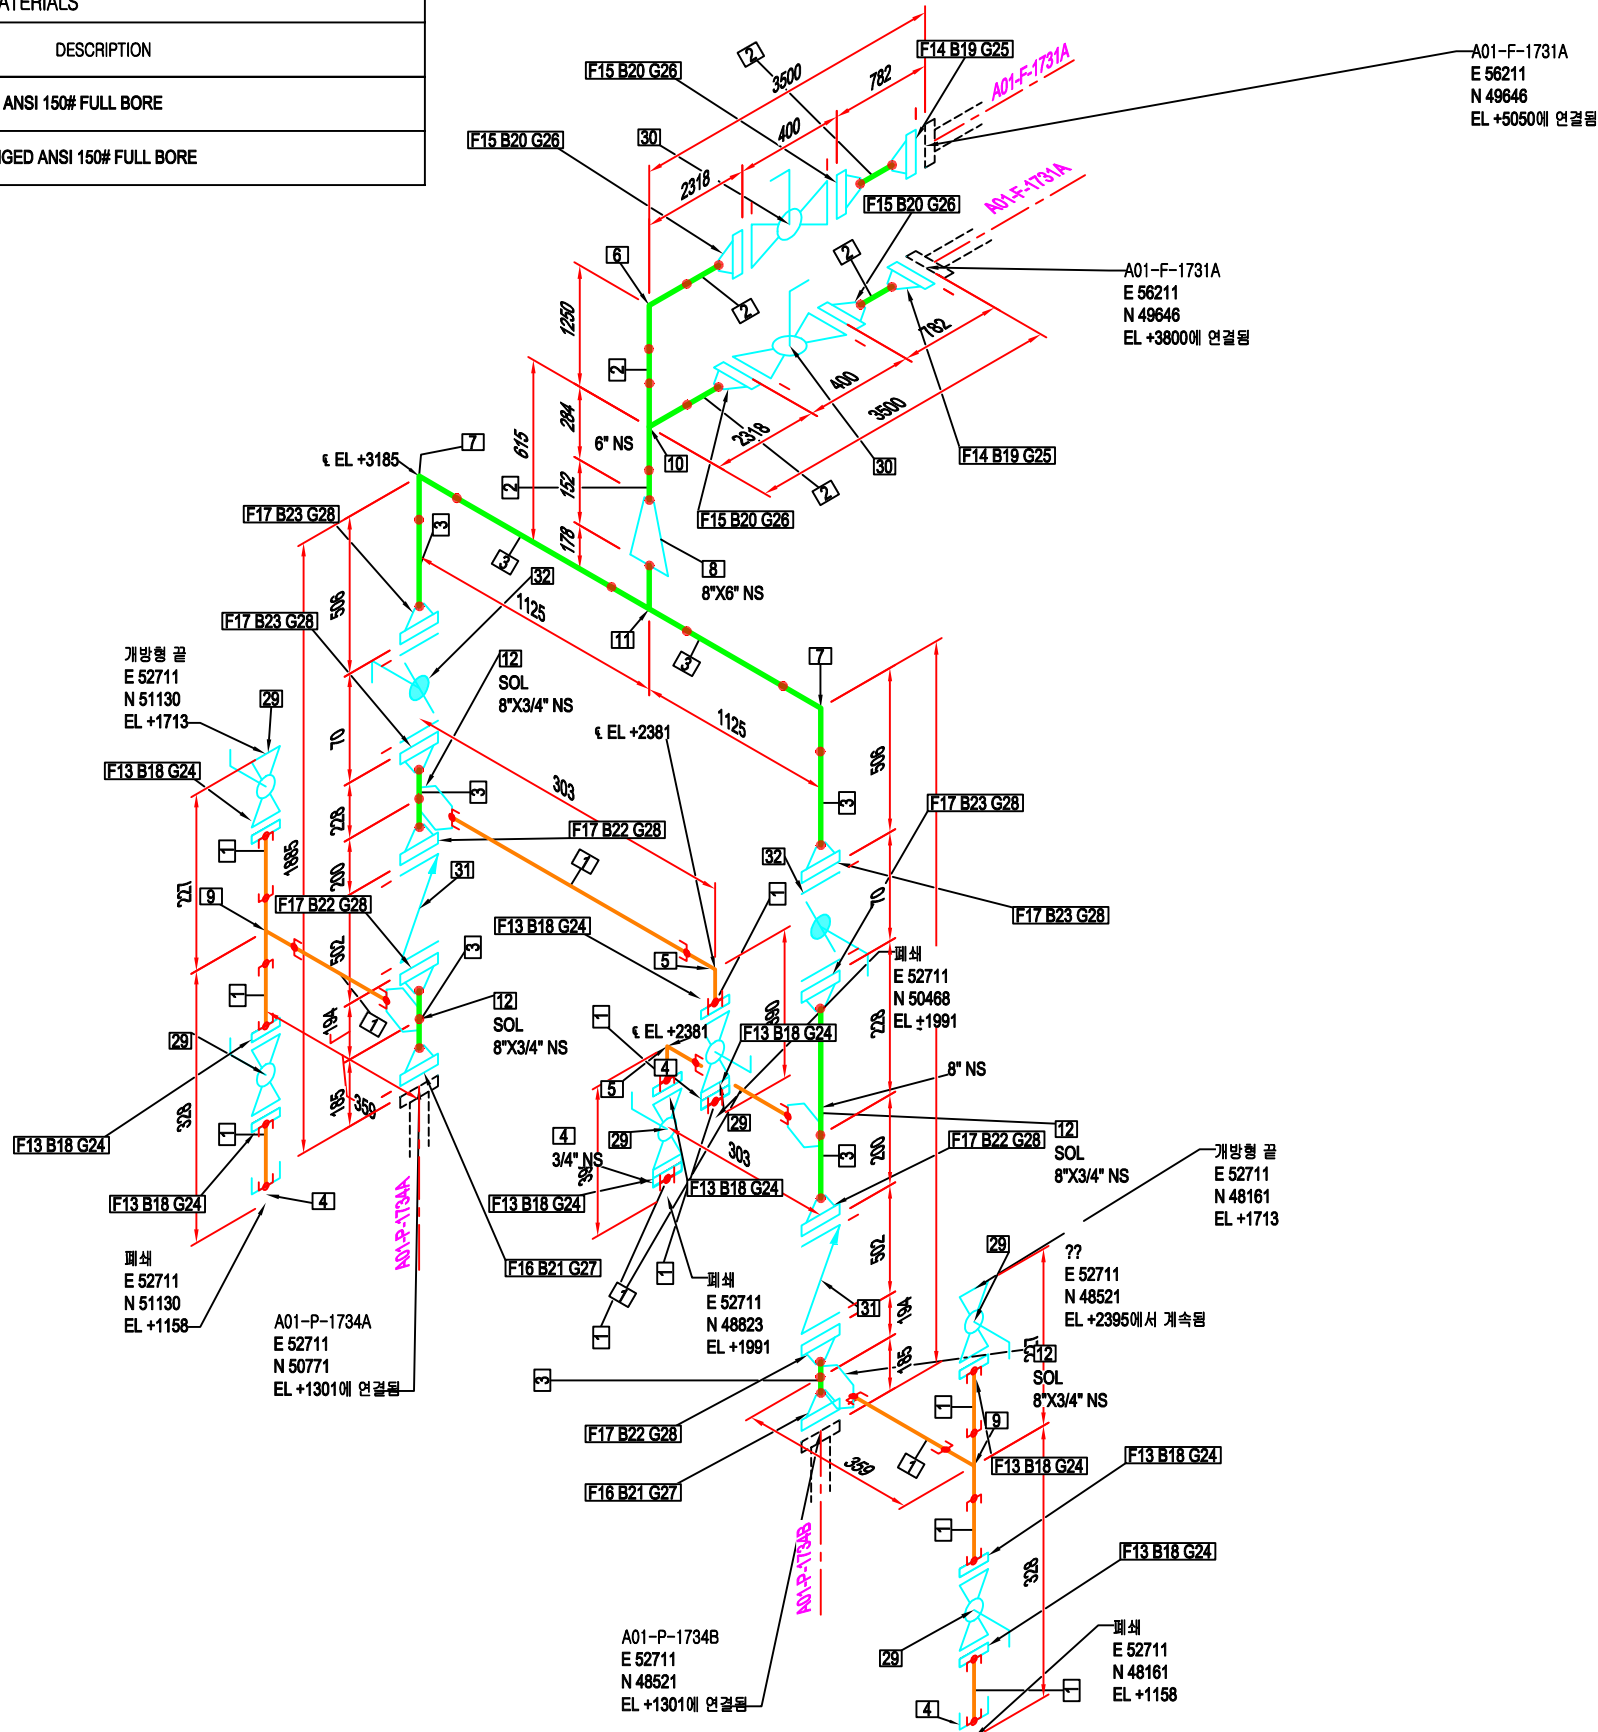 MATERIALS
DESCRIPTION
ANSI 150# FULL BORE
NGED ANSI 150# FULL BORE
A01-F-1731A
E 56211
N 49646
EL +5050에 연결됨
A01-F-1731A
F14 B19 G25
2
3500
782
F15 B20 G26
400
30
F15 B20 G26
2318
A01-F-1731A
F15 B20 G26
2
6
2
A01-F-1731A
E 56211
N 49646
EL +3800에 연결됨
1250
2
782
400
3500
2318
284
615
6" NS
10
30
F14 B19 G25
7
℄ EL +3185
2
152
2
F15 B20 G26
F17 B23 G28
3
178
3
8
8"X6" NS
32
506
1125
F17 B23 G28
11
3
7
개방형 끝
E 52711
N 51130
EL +1713
29
12
SOL
8"X3/4" NS
1125
70
℄ EL +2381
506
F13 B18 G24
303
3
3
F17 B23 G28
228
F17 B22 G28
1
1885
1
32
227
200
31
70
9
F17 B22 G28
1
F13 B18 G24
F17 B23 G28
502
3
5
폐쇄
E 52711
N 50468
EL +1991
1
12
SOL
8"X3/4" NS
1
228
194
1
℄ EL +2381
F13 B18 G24
29
4
5
8" NS
185
359
328
1
29
12
SOL
8"X3/4" NS
F13 B18 G24
4
3/4" NS
29
303
3
200
F17 B22 G28
개방형 끝
E 52711
N 48161
EL +1713
F13 B18 G24
4
F13 B18 G24
F13 B18 G24
A01-P-1734A
502
29
??
E 52711
N 48521
EL +2395에서 계속됨
폐쇄
E 52711
N 51130
EL +1158
F16 B21 G27
1
1
폐쇄
E 52711
N 48823
EL +1991
31
194
A01-P-1734A
E 52711
N 50771
EL +1301에 연결됨
1
185
12
SOL
8"X3/4" NS
3
1
9
F17 B22 G28
359
1
F13 B18 G24
F13 B18 G24
F16 B21 G27
1
A01-P-1734B
F13 B18 G24
328
A01-P-1734B
E 52711
N 48521
EL +1301에 연결됨
29
폐쇄
E 52711
N 48161
EL +1158
1
4